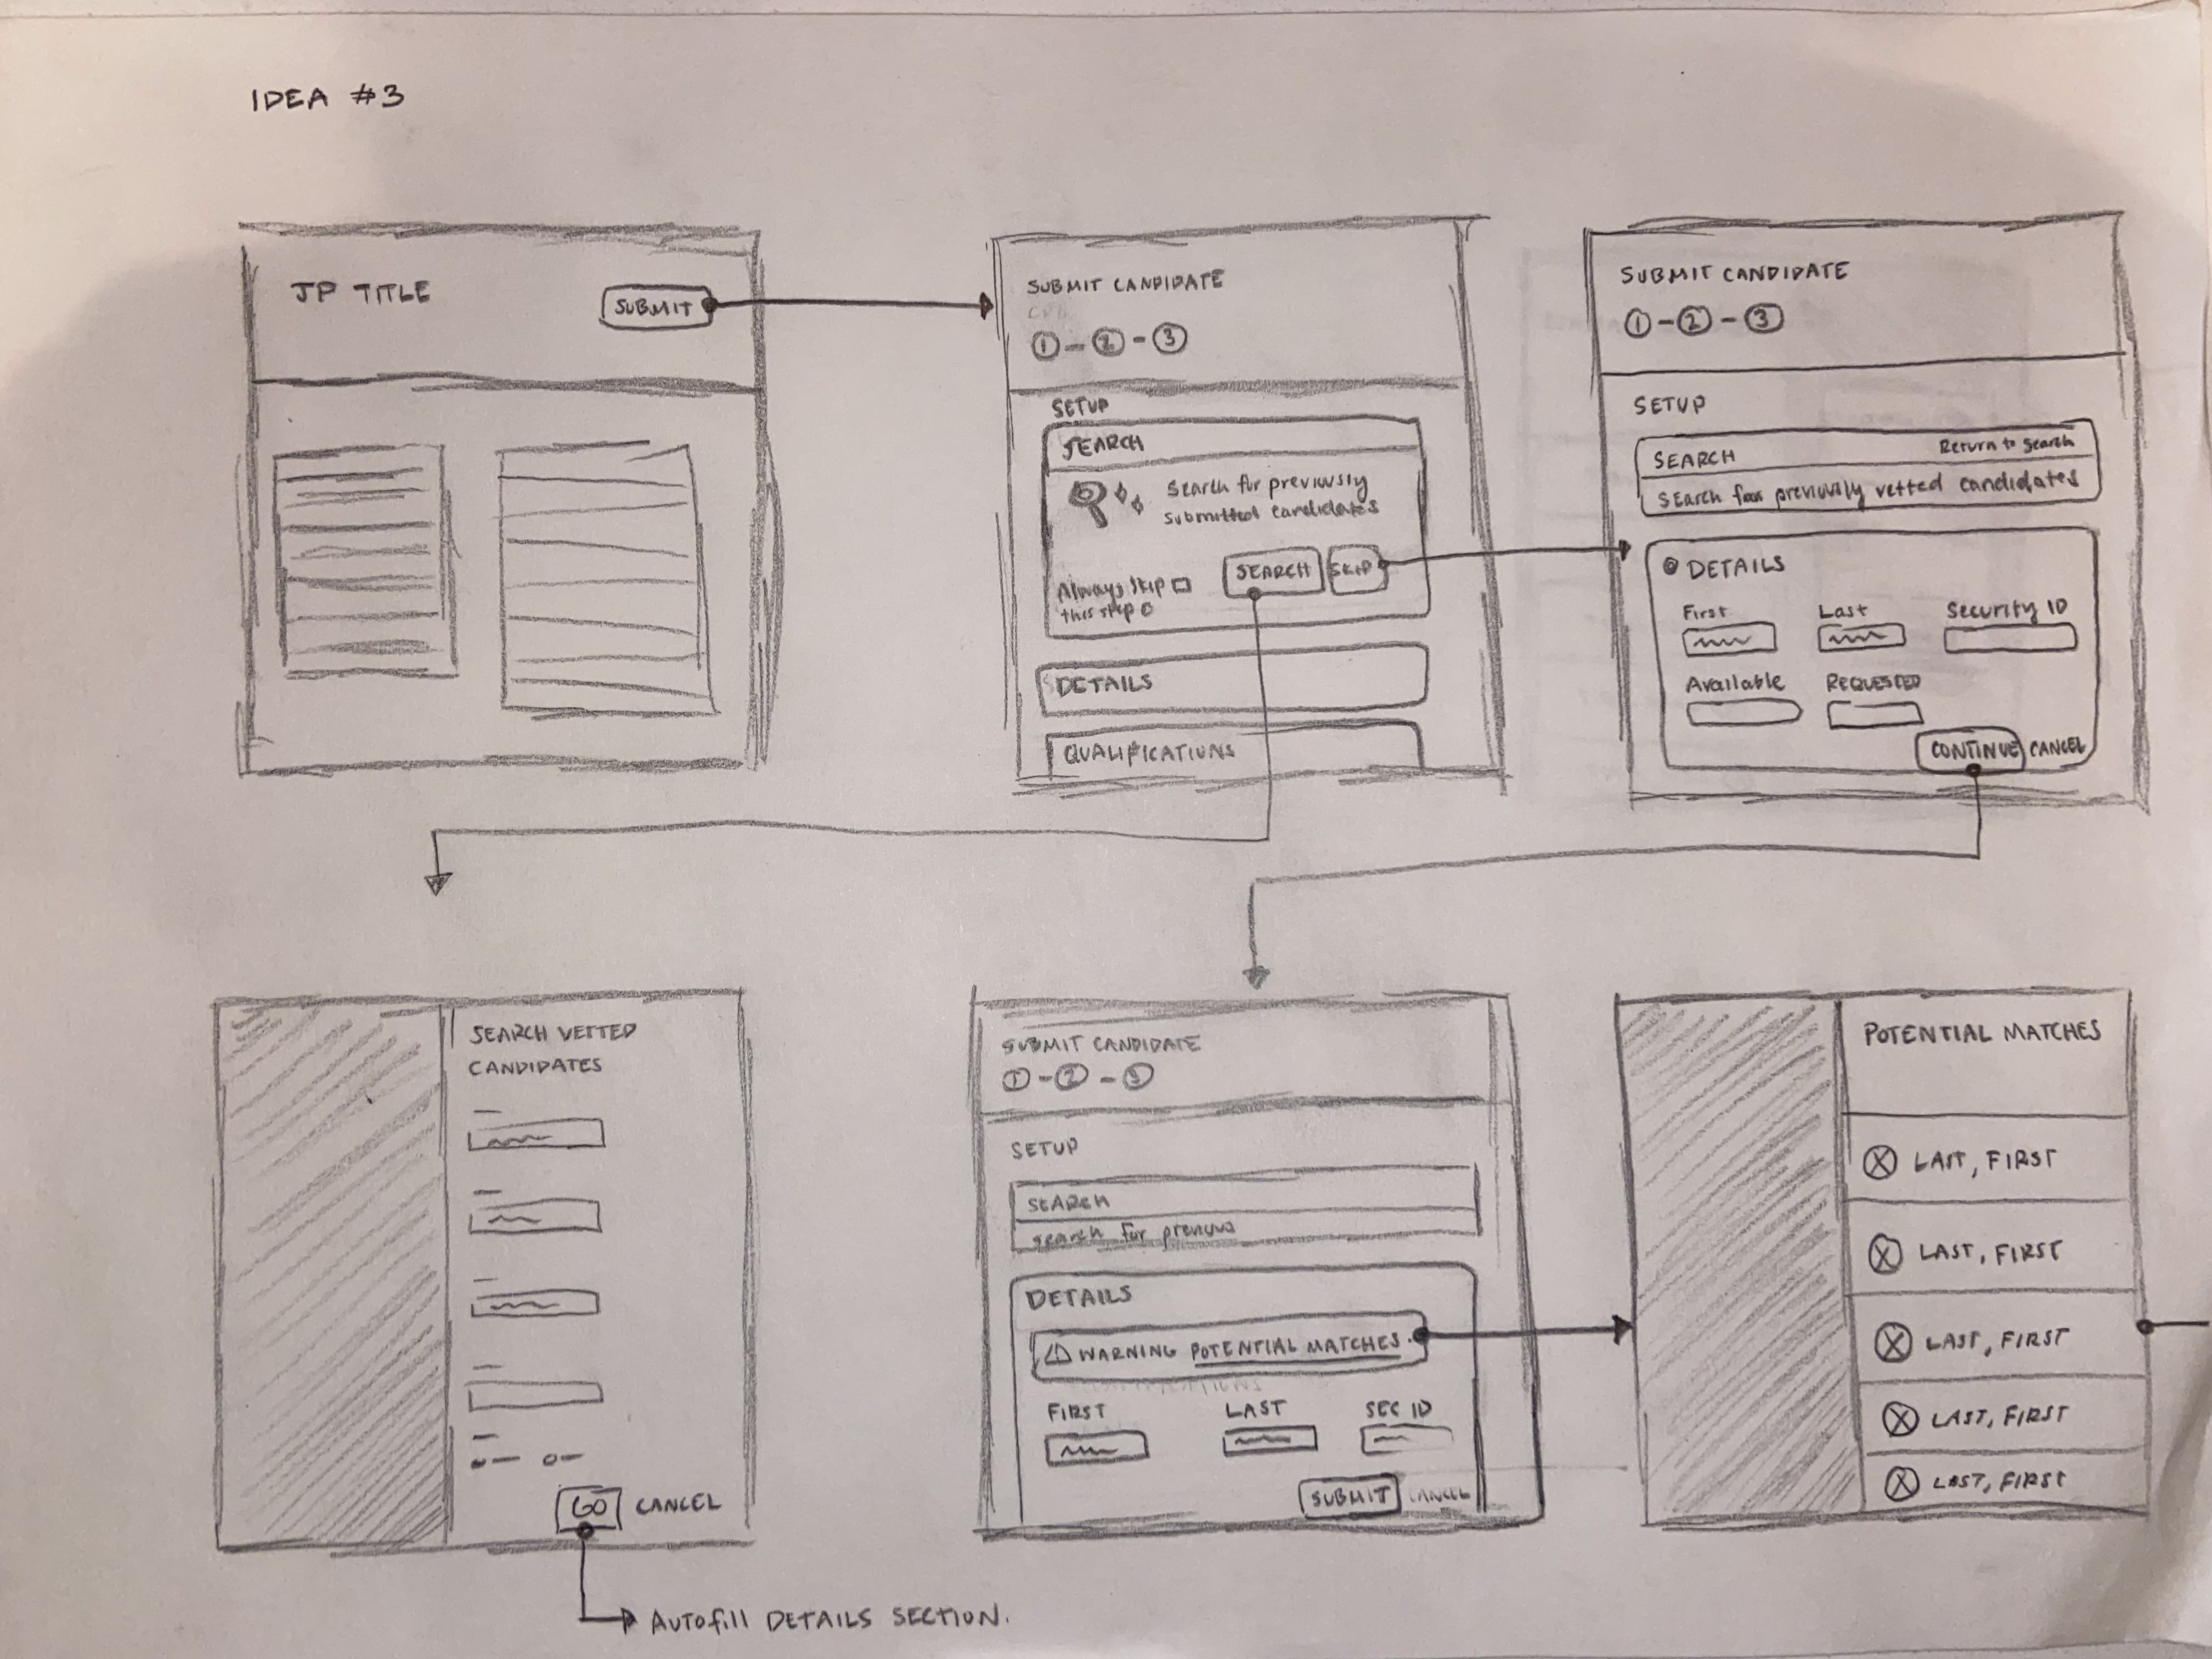 IDEA #3
JP TITLE
SUBMIT
SUBMIT CANDIDATE
1 - 2 - 3
SETUP
SEARCH
Search for previously
submitted candidates
Always skip
this step
SEARCH
SKIP
DETAILS
QUALIFICATIONS
SUBMIT CANDIDATE
1 - 2 - 3
SETUP
SEARCH Return to search
Search for previously vetted candidates
DETAILS
First Last Security ID
Available REQUESTED
CONTINUE CANCEL
SEARCH VETTED
CANDIDATES
GO CANCEL
Autofill DETAILS SECTION.
SUBMIT CANDIDATE
1 - 2 - 3
SETUP
SEARCH
search for previous
DETAILS
WARNING POTENTIAL MATCHES.
FIRST LAST SEC ID
SUBMIT CANCEL
POTENTIAL MATCHES
LAST, FIRST
LAST, FIRST
LAST, FIRST
LAST, FIRST
LAST, FIRST